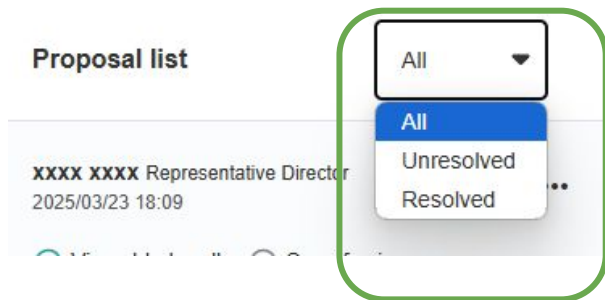 Proposal list
All
All
Unresolved
Resolved
xxxx xxxx Representative Director
2025/03/23 18:09